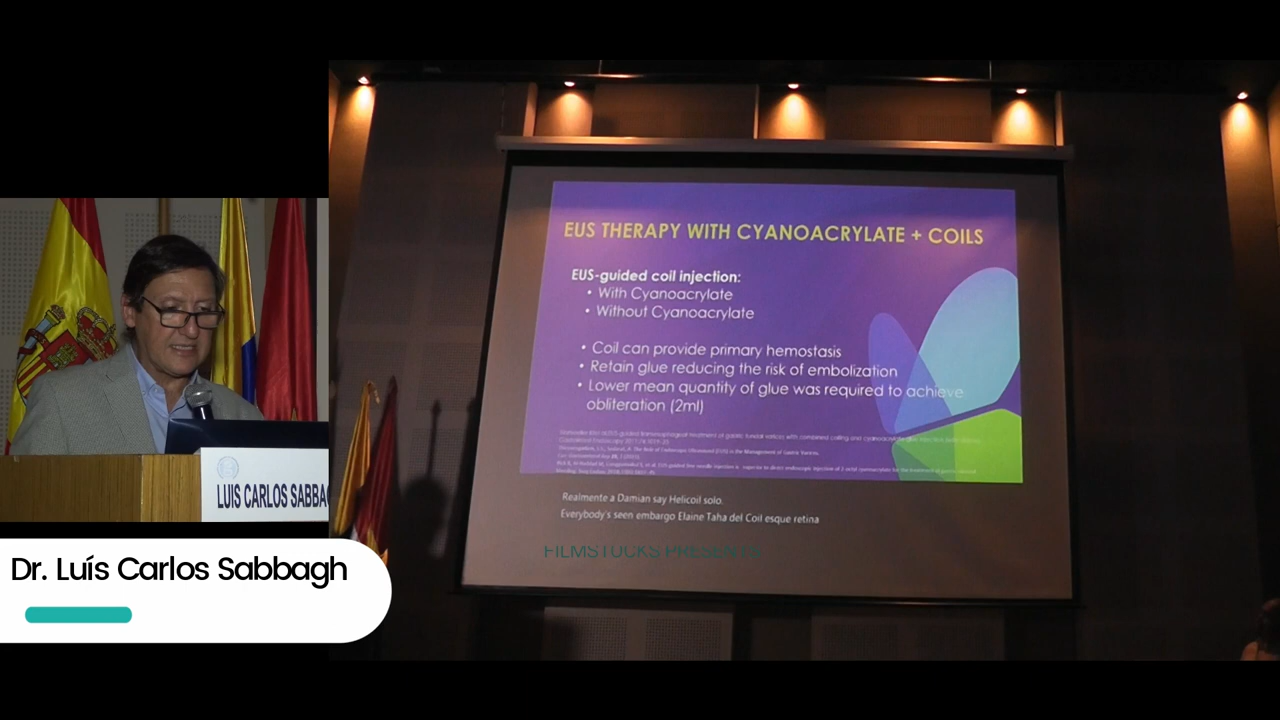 EUS THERAPY WITH CYANOACRYLATE + COILS
EUS-guided coil injection:
• With Cyanoacrylate
• Without Cyanoacrylate
• Coil can provide primary hemostasis
• Retain glue reducing the risk of embolization
• Lower mean quantity of glue was required to achieve
obliteration (2ml)
Realmente a Damian say Helicoil solo.
Everybody's seen embargo Elaine Taha del Coil esque retina
FILMSTOCKS PRESENTS
LUIS CARLOS SABBA
Dr. Luís Carlos Sabbagh